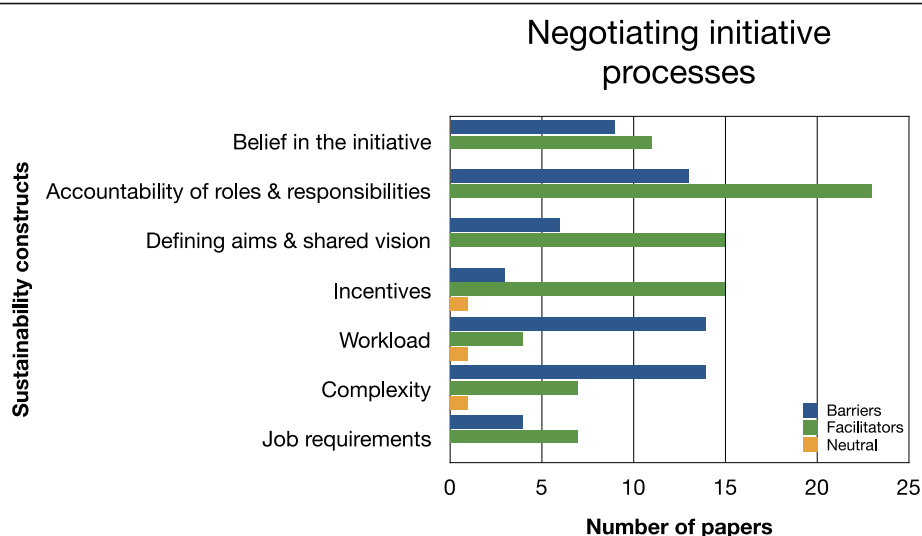 Negotiating initiative
processes
Sustainability constructs
Belief in the initiative
Accountability of roles & responsibilities
Defining aims & shared vision
Incentives
Workload
Complexity
Job requirements
Barriers
Facilitators
Neutral
0 5 10 15 20 25
Number of papers